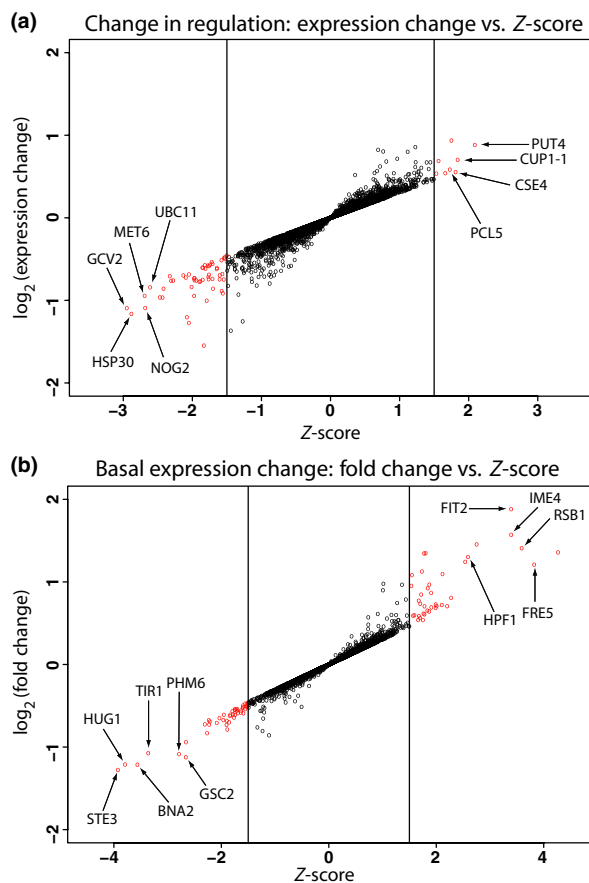 (a) Change in regulation: expression change vs. Z-score
log2 (expression change)
2
1
0
−1
−2
PUT4
CUP1-1
CSE4
PCL5
UBC11
MET6
GCV2
HSP30
NOG2
−3 −2 −1 0 1 2 3
Z-score
(b) Basal expression change: fold change vs. Z-score
log2 (fold change)
2
1
0
−1
−2
FIT2
IME4
RSB1
HPF1
FRE5
TIR1
PHM6
HUG1
GSC2
BNA2
STE3
−4 −2 0 2 4
Z-score